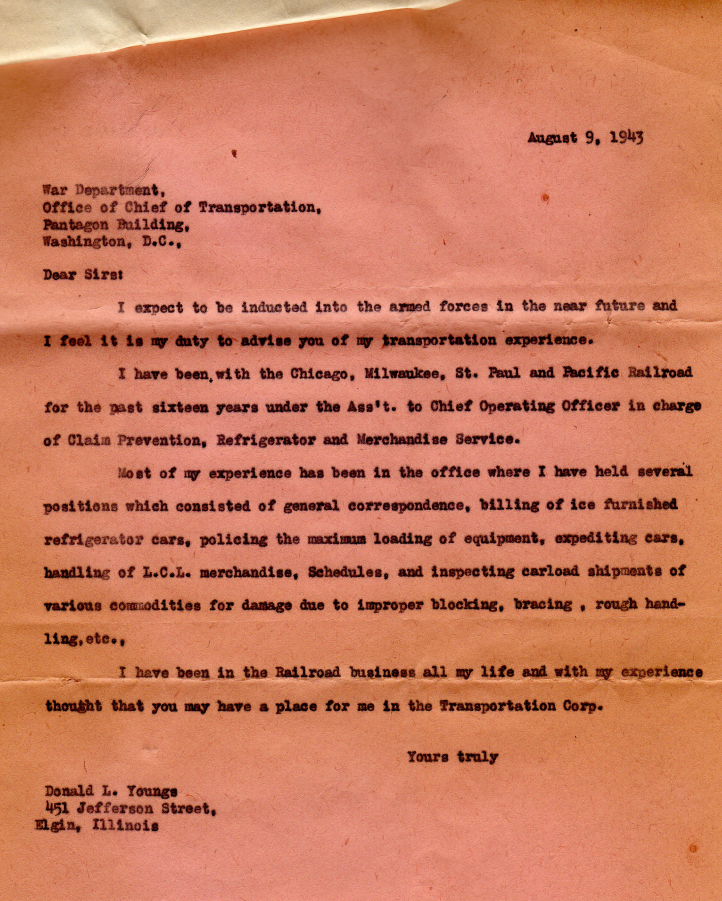 August 9, 1943
War Department,
Office of Chief of Transportation,
Pantagon Building,
Washington, D.C.,
Dear Sirs:
I expect to be inducted into the armed forces in the near future and
I feel it is my duty to advise you of my transportation experience.
I have been, with the Chicago, Milwaukee, St. Paul and Pacific Railroad
for the past sixteen years under the Ass't. to Chief Operating Officer in charge
of Claim Prevention, Refrigerator and Merchandise Service.
Most of my experience has been in the office where I have held several
positions which consisted of general correspondence, billing of ice furnished
refrigerator cars, policing the maximum loading of equipment, expediting cars,
handling of L.C.L. merchandise, Schedules, and inspecting carload shipments of
various commodities for damage due to improper blocking, bracing , rough hand-
ling,etc.,
I have been in the Railroad business all my life and with my experience
thought that you may have a place for me in the Transportation Corp.
Yours truly
Donald L. Youngs
451 Jefferson Street,
Elgin, Illinois